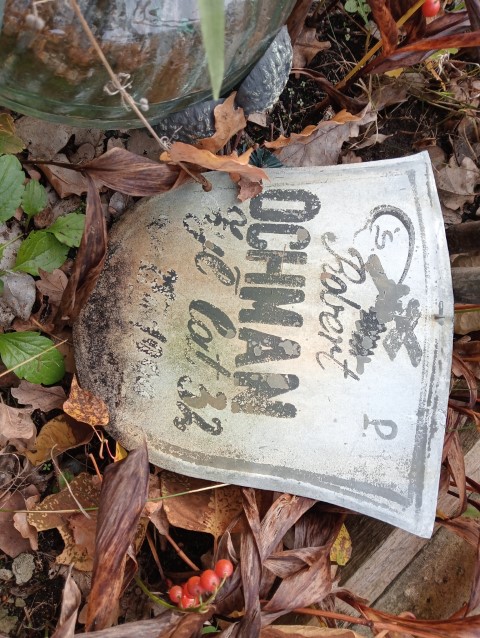 Ś P
Robert
OCHMAN
żył lat 32